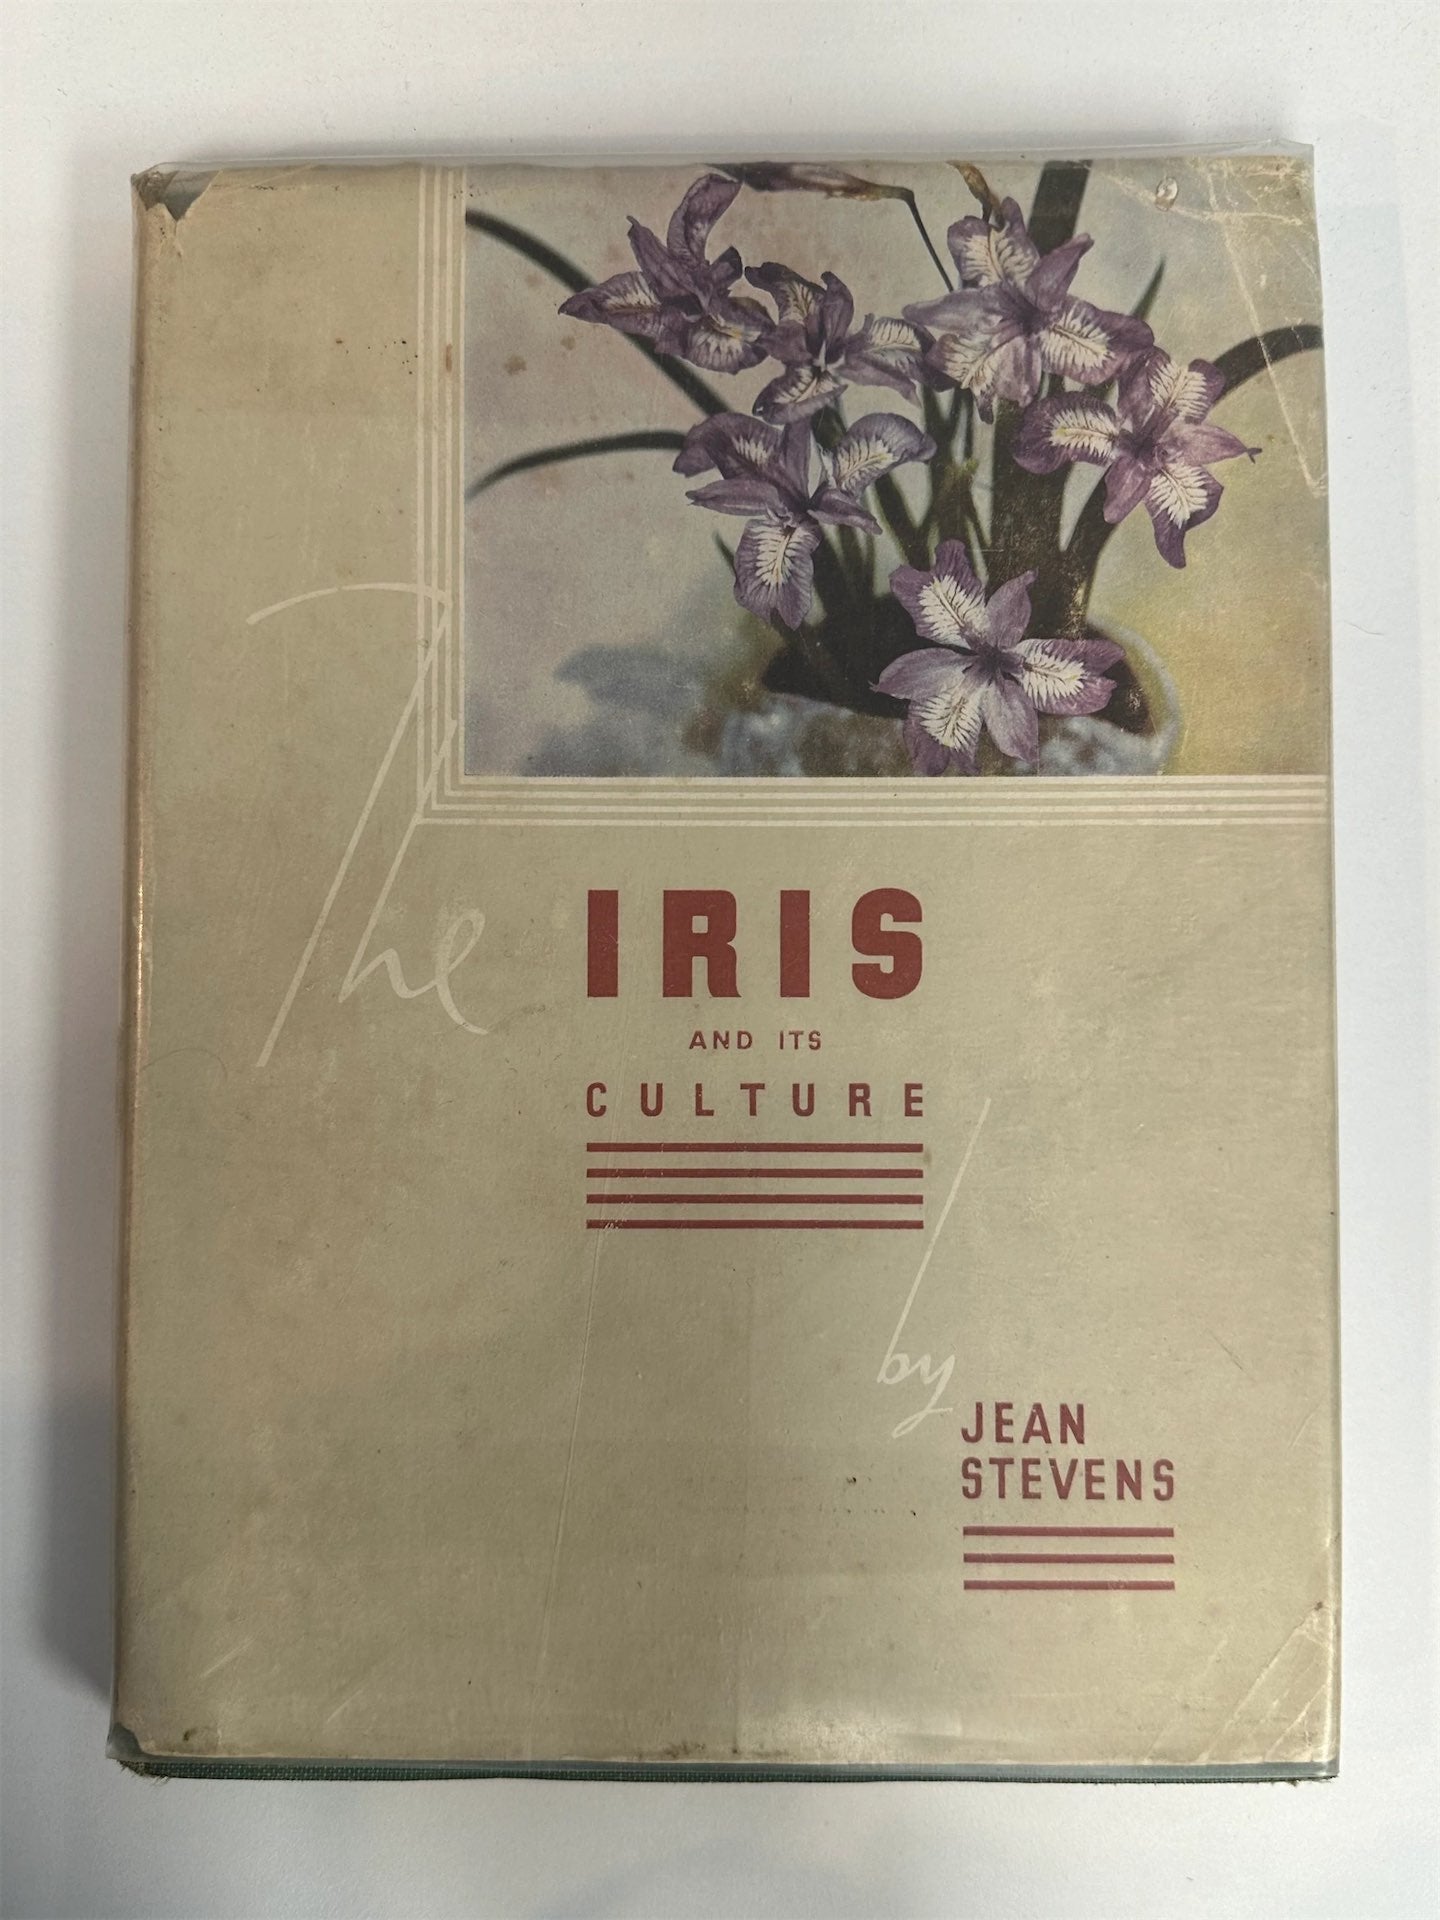 The IRIS
AND ITS
CULTURE
by
JEAN
STEVENS